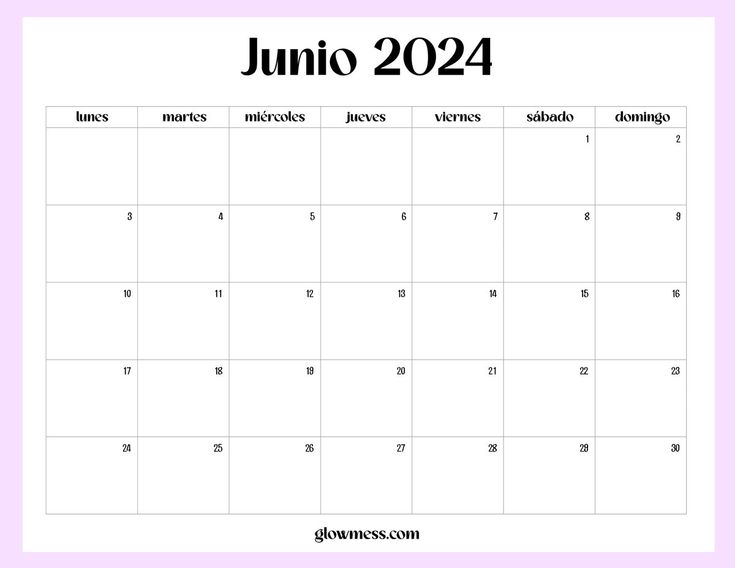 Junio 2024
lunes martes miércoles jueves viernes sábado domingo
1 2
3 4 5 6 7 8 9
10 11 12 13 14 15 16
17 18 19 20 21 22 23
24 25 26 27 28 29 30
glowmess.com